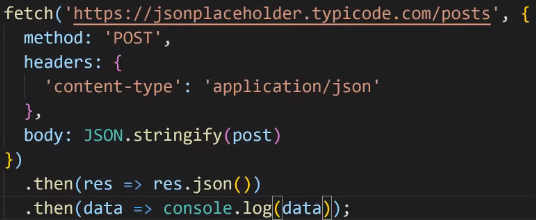 fetch('https://jsonplaceholder.typicode.com/posts', {
  method: 'POST',
  headers: {
    'content-type': 'application/json'
  },
  body: JSON.stringify(post)
})
  .then(res => res.json())
  .then(data => console.log(data));